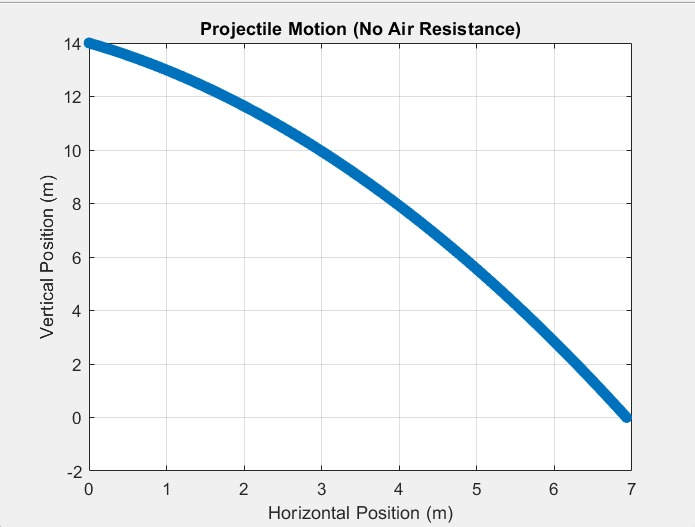 Projectile Motion (No Air Resistance)
14
12
10
8
6
4
2
0
-2
Vertical Position (m)
0 1 2 3 4 5 6 7
Horizontal Position (m)